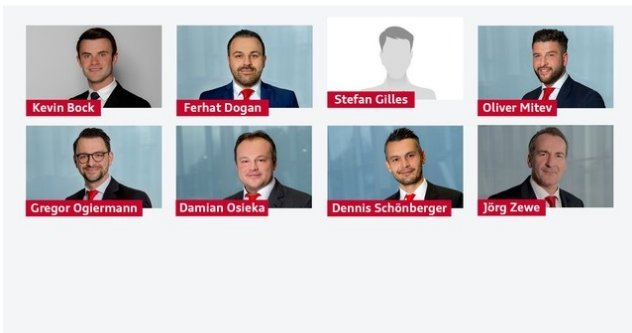 Kevin Bock
Ferhat Dogan
Stefan Gilles
Oliver Mitev
Gregor Ogiermann
Damian Osieka
Dennis Schönberger
Jörg Zewe